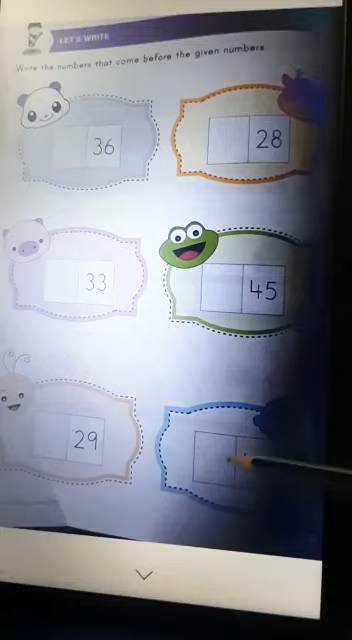 LET'S WRITE
Write the numbers that come before the given numbers
36
28
33
45
29